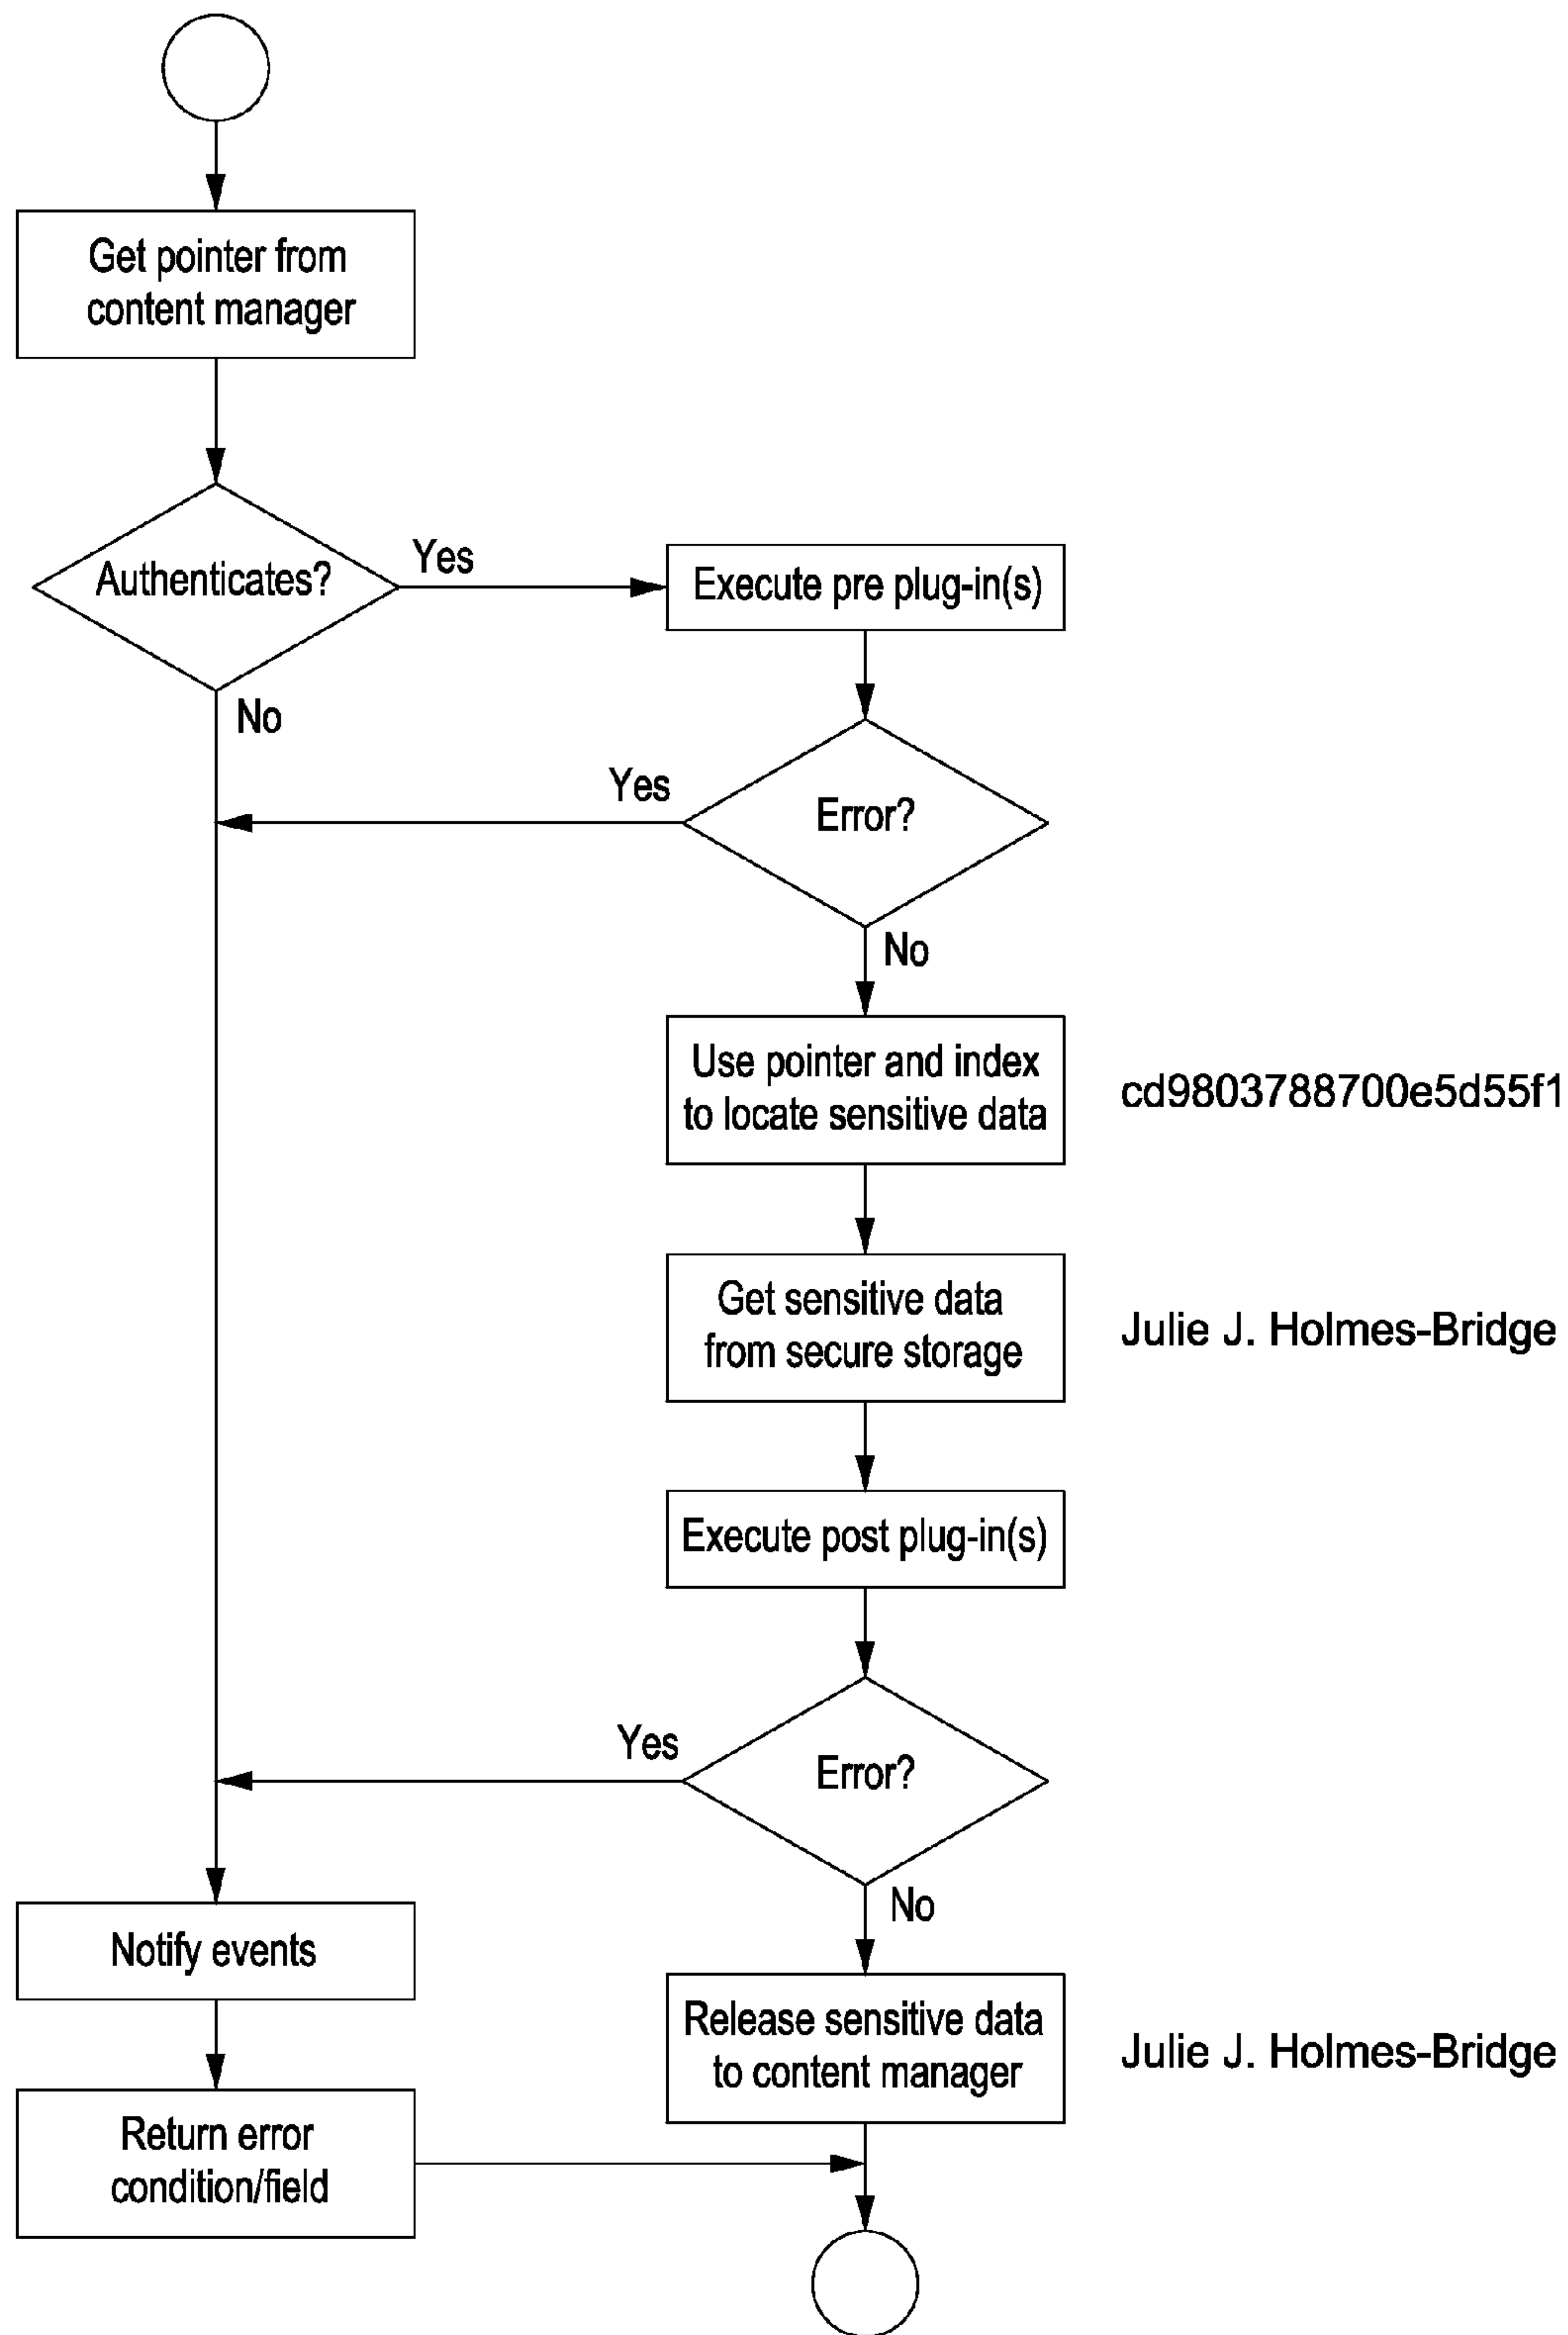 Get pointer from
content manager
Authenticates?
Yes
Execute pre plug-in(s)
No
Yes
Error?
No
Use pointer and index
to locate sensitive data
cd9803788700e5d55f1
Get sensitive data
from secure storage
Julie J. Holmes-Bridge
Execute post plug-in(s)
Yes
Error?
No
Notify events
Release sensitive data
to content manager
Julie J. Holmes-Bridge
Return error
condition/field